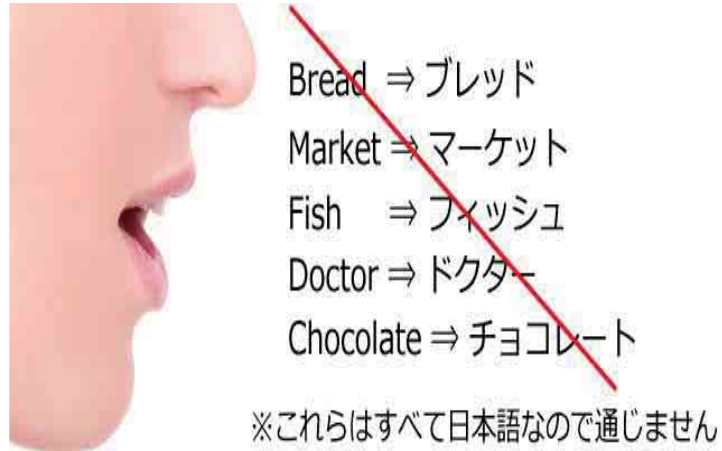 Bread ⇒ ブレッド
Market ⇒ マーケット
Fish ⇒ フィッシュ
Doctor ⇒ ドクター
Chocolate ⇒ チョコレート
※これらはすべて日本語なので通じません